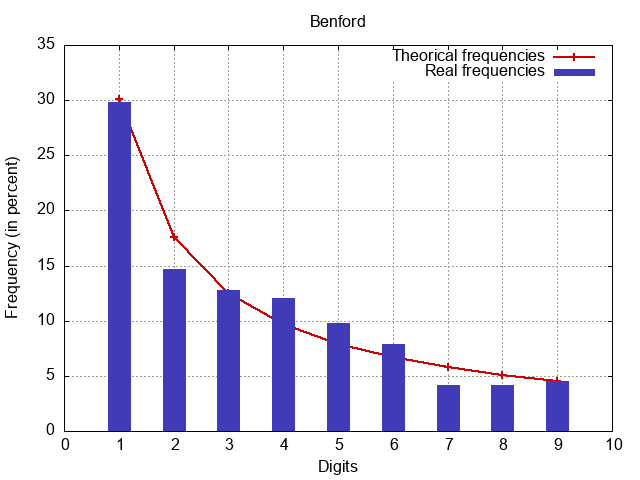 Benford
Theorical frequencies
Real frequencies
35
30
25
20
15
10
5
0
Frequency (in percent)
0 1 2 3 4 5 6 7 8 9 10
Digits